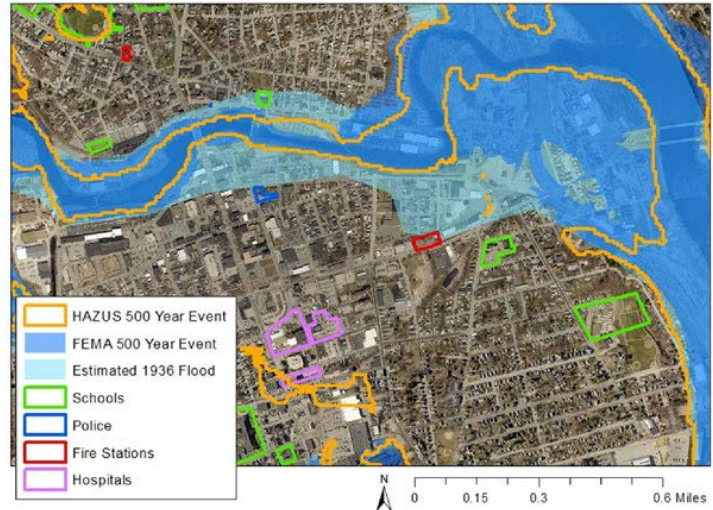 HAZUS 500 Year Event
FEMA 500 Year Event
Estimated 1936 Flood
Schools
Police
Fire Stations
Hospitals
N
0 0.15 0.3 0.6 Miles